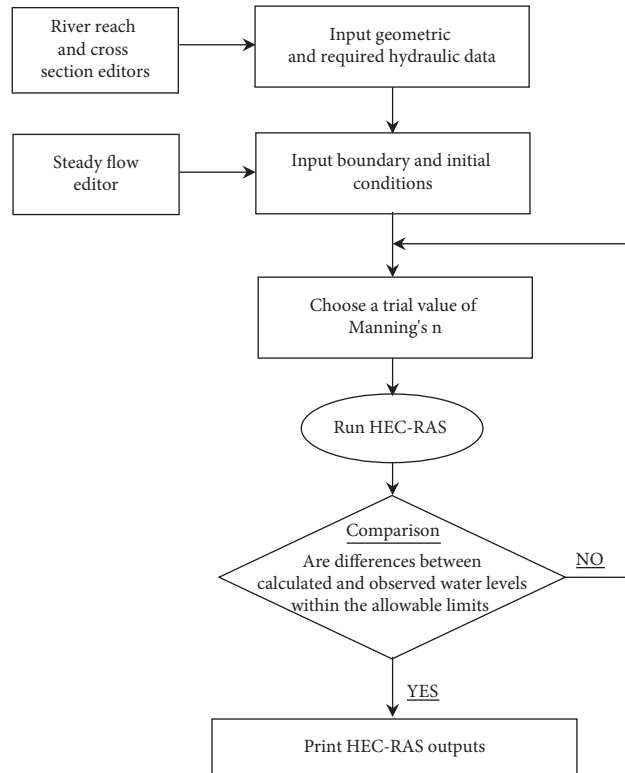 River reach
and cross
section editors
Input geometric
and required hydraulic data
Steady flow
editor
Input boundary and initial
conditions
Choose a trial value of
Manning's n
Run HEC-RAS
Comparison
Are differences between
calculated and observed water levels
within the allowable limits
NO
YES
Print HEC-RAS outputs